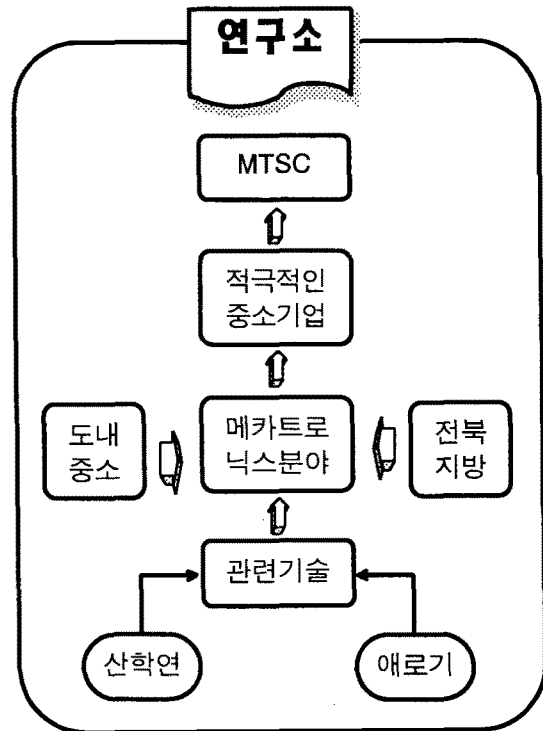 연구소
MTSC
적극적인
중소기업
도내
중소
메카트로
닉스분야
전북
지방
관련기술
산학연
애로기